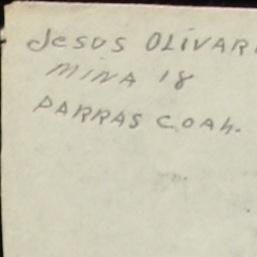 Jesus OLIVAR
MINA 18
PARRAS COAH.